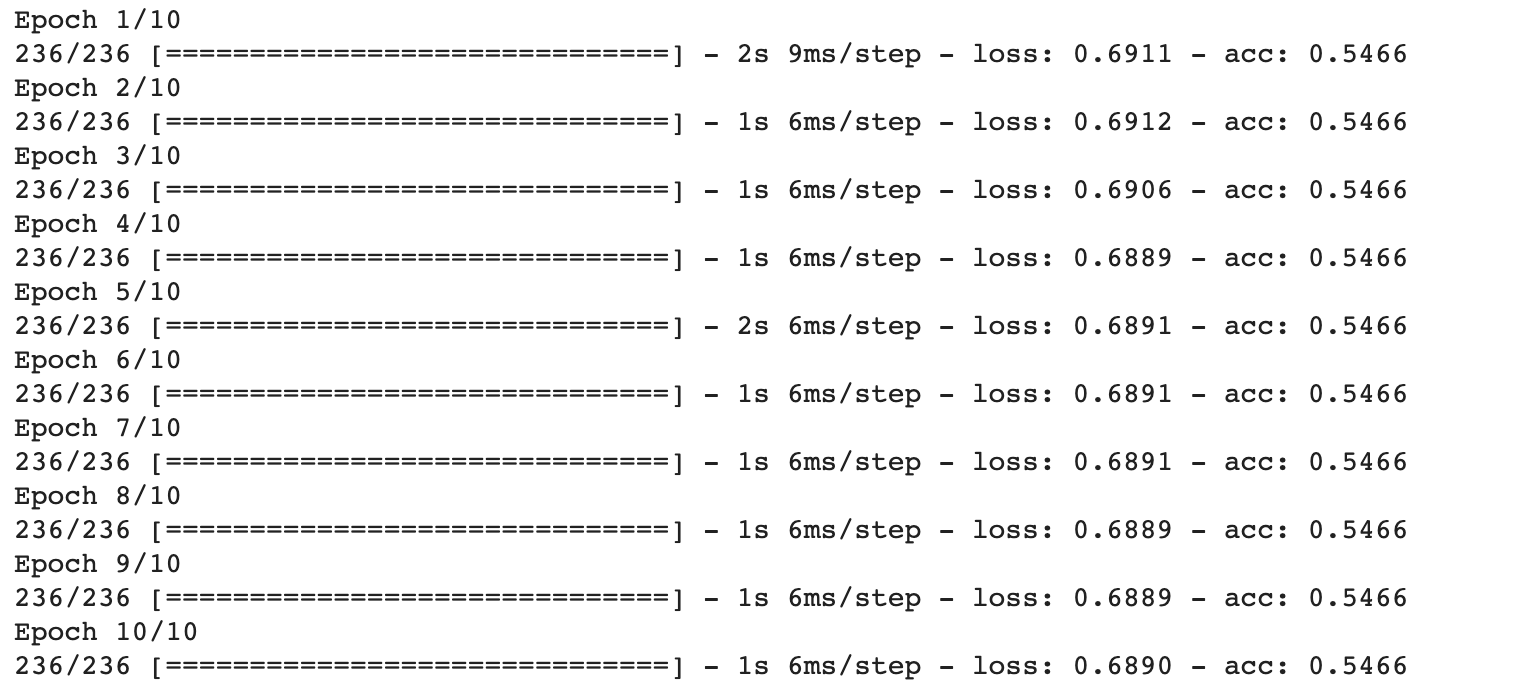 Epoch 1/10
236/236 [==============================] - 2s 9ms/step - loss: 0.6911 - acc: 0.5466
Epoch 2/10
236/236 [==============================] - 1s 6ms/step - loss: 0.6912 - acc: 0.5466
Epoch 3/10
236/236 [==============================] - 1s 6ms/step - loss: 0.6906 - acc: 0.5466
Epoch 4/10
236/236 [==============================] - 1s 6ms/step - loss: 0.6889 - acc: 0.5466
Epoch 5/10
236/236 [==============================] - 2s 6ms/step - loss: 0.6891 - acc: 0.5466
Epoch 6/10
236/236 [==============================] - 1s 6ms/step - loss: 0.6891 - acc: 0.5466
Epoch 7/10
236/236 [==============================] - 1s 6ms/step - loss: 0.6891 - acc: 0.5466
Epoch 8/10
236/236 [==============================] - 1s 6ms/step - loss: 0.6889 - acc: 0.5466
Epoch 9/10
236/236 [==============================] - 1s 6ms/step - loss: 0.6889 - acc: 0.5466
Epoch 10/10
236/236 [==============================] - 1s 6ms/step - loss: 0.6890 - acc: 0.5466